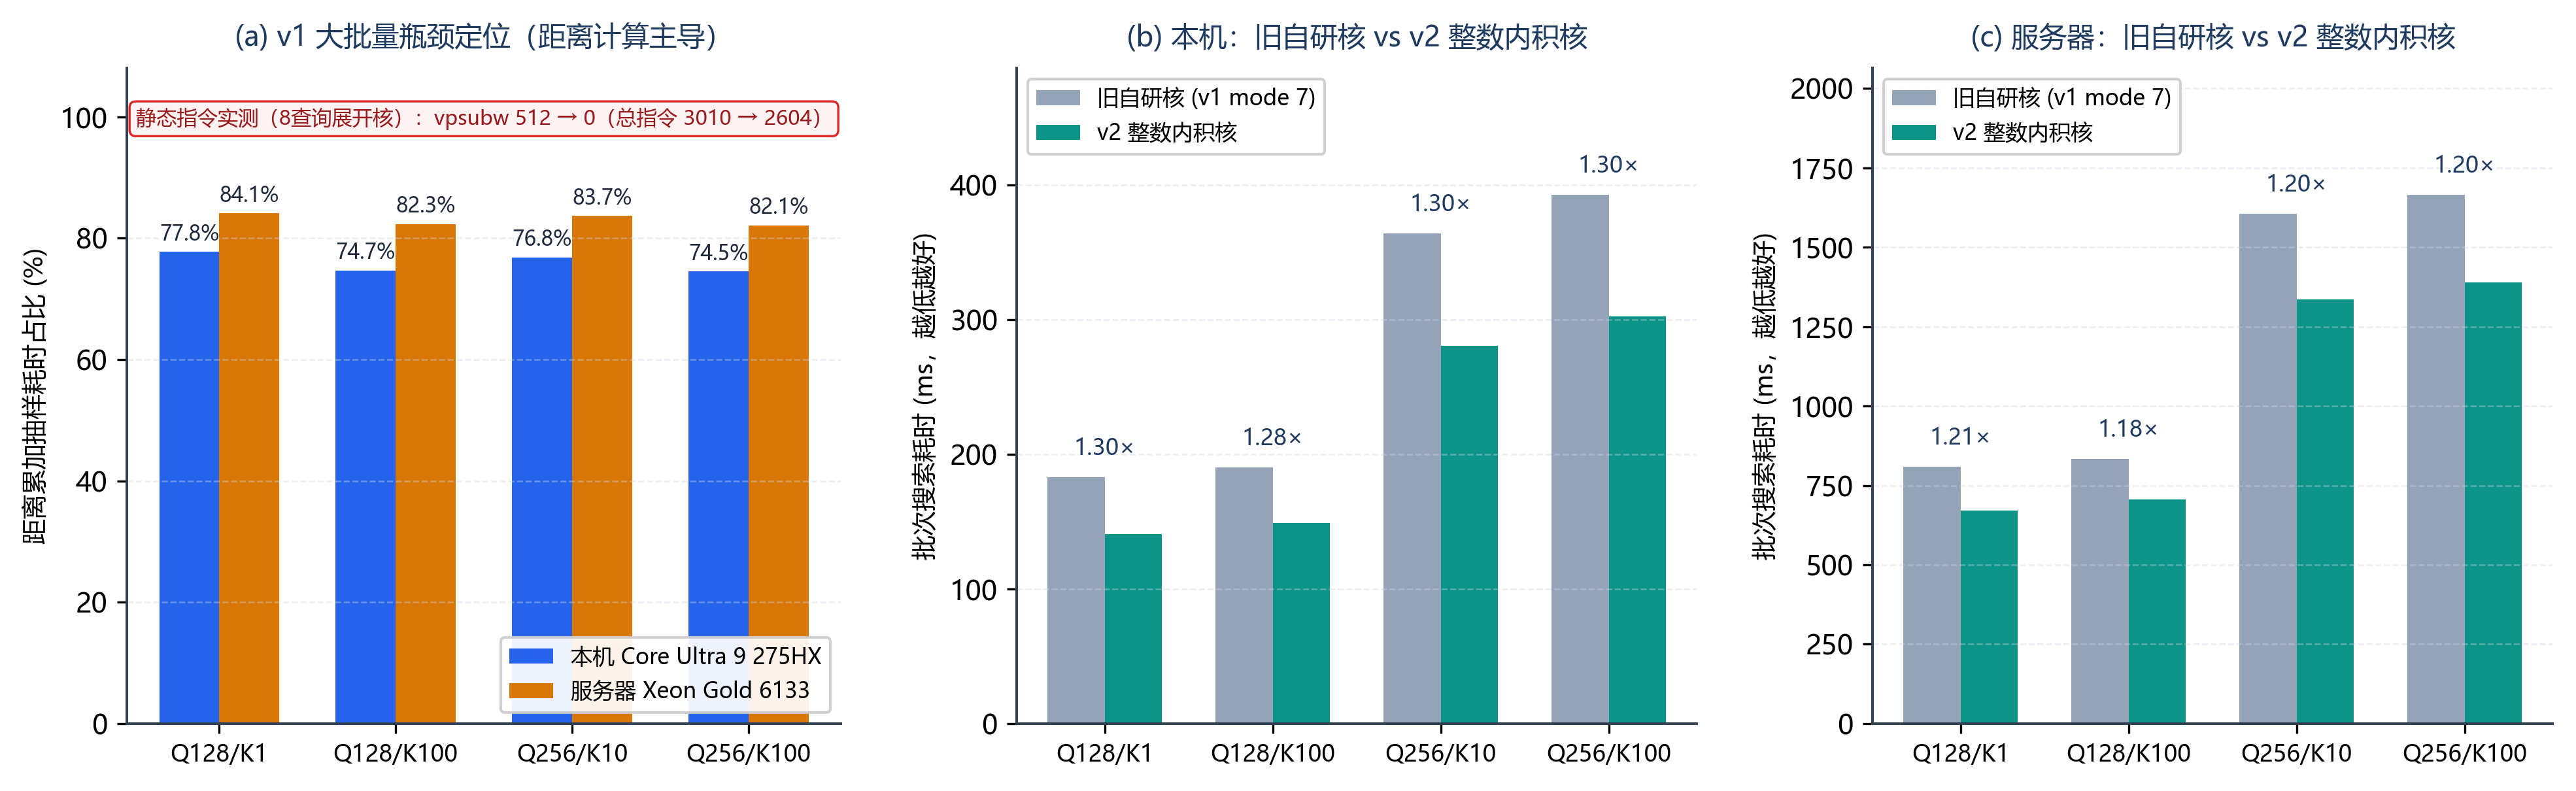 (a) v1 大批量瓶颈定位（距离计算主导）
距离累加抽样耗时占比 (%)
100
80
60
40
20
0
静态指令实测（8查询展开核）：vpsubw 512 → 0（总指令 3010 → 2604）
77.8%
84.1%
74.7%
82.3%
76.8%
83.7%
74.5%
82.1%
本机 Core Ultra 9 275HX
服务器 Xeon Gold 6133
Q128/K1
Q128/K100
Q256/K10
Q256/K100
(b) 本机：旧自研核 vs v2 整数内积核
批次搜索耗时 (ms，越低越好)
400
300
200
100
0
旧自研核 (v1 mode 7)
v2 整数内积核
1.30×
1.28×
1.30×
1.30×
Q128/K1
Q128/K100
Q256/K10
Q256/K100
(c) 服务器：旧自研核 vs v2 整数内积核
批次搜索耗时 (ms，越低越好)
2000
1750
1500
1250
1000
750
500
250
0
旧自研核 (v1 mode 7)
v2 整数内积核
1.21×
1.18×
1.20×
1.20×
Q128/K1
Q128/K100
Q256/K10
Q256/K100